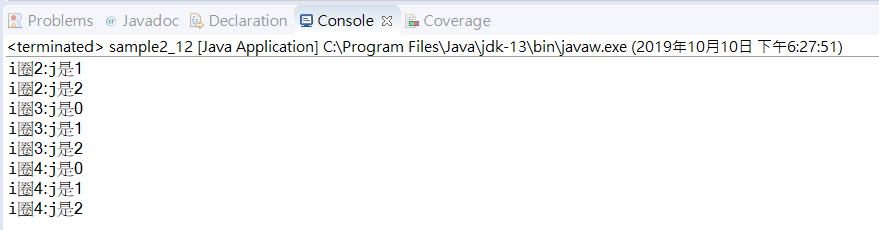 Problems @ Javadoc Declaration Console Coverage
<terminated> sample2_12 [Java Application] C:\Program Files\Java\jdk-13\bin\javaw.exe (2019年10月10日 下午6:27:51)
i圈2:j是1
i圈2:j是2
i圈3:j是0
i圈3:j是1
i圈3:j是2
i圈4:j是0
i圈4:j是1
i圈4:j是2